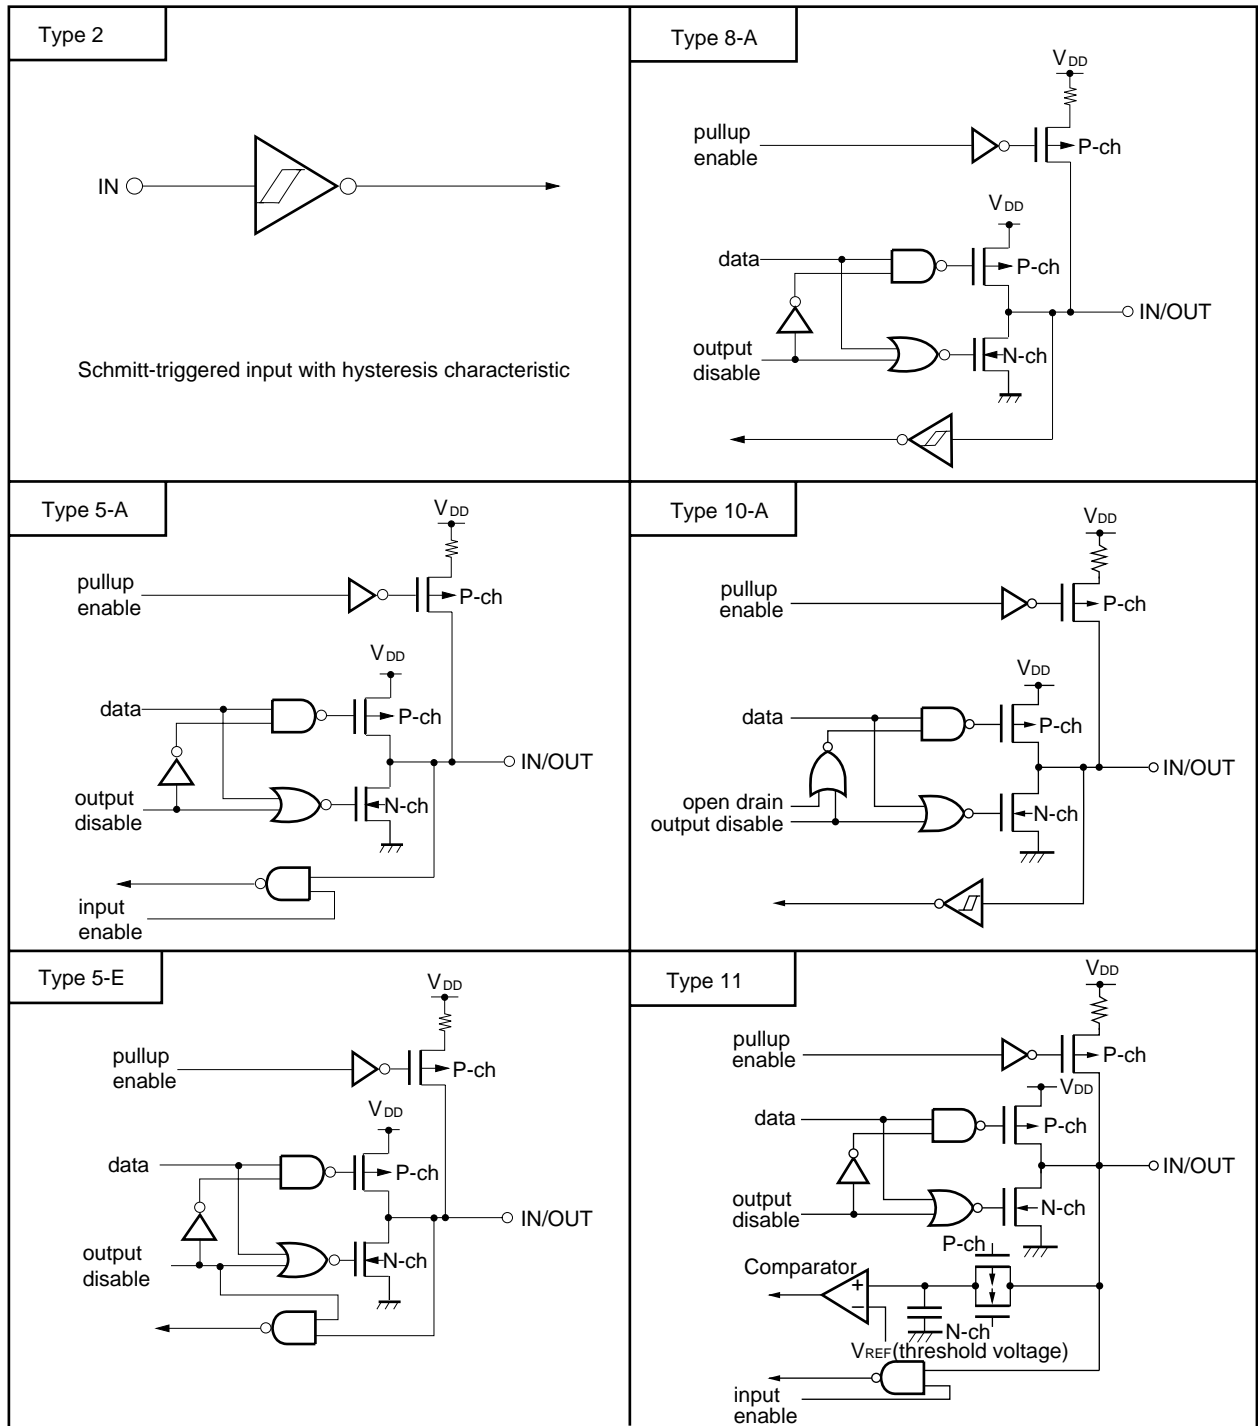 Type 2
IN
Schmitt-triggered input with hysteresis characteristic
Type 8-A
VDD
pullup
enable
P-ch
VDD
data
P-ch
IN/OUT
output
disable
N-ch
Type 5-A
VDD
pullup
enable
P-ch
VDD
data
P-ch
IN/OUT
output
disable
N-ch
input
enable
Type 10-A
VDD
pullup
enable
P-ch
VDD
data
P-ch
IN/OUT
open drain
output disable
N-ch
Type 5-E
VDD
pullup
enable
P-ch
VDD
data
P-ch
IN/OUT
output
disable
N-ch
Type 11
VDD
pullup
enable
P-ch
VDD
data
P-ch
IN/OUT
output
disable
N-ch
P-ch
Comparator
+
−
N-ch
VREF(threshold voltage)
input
enable